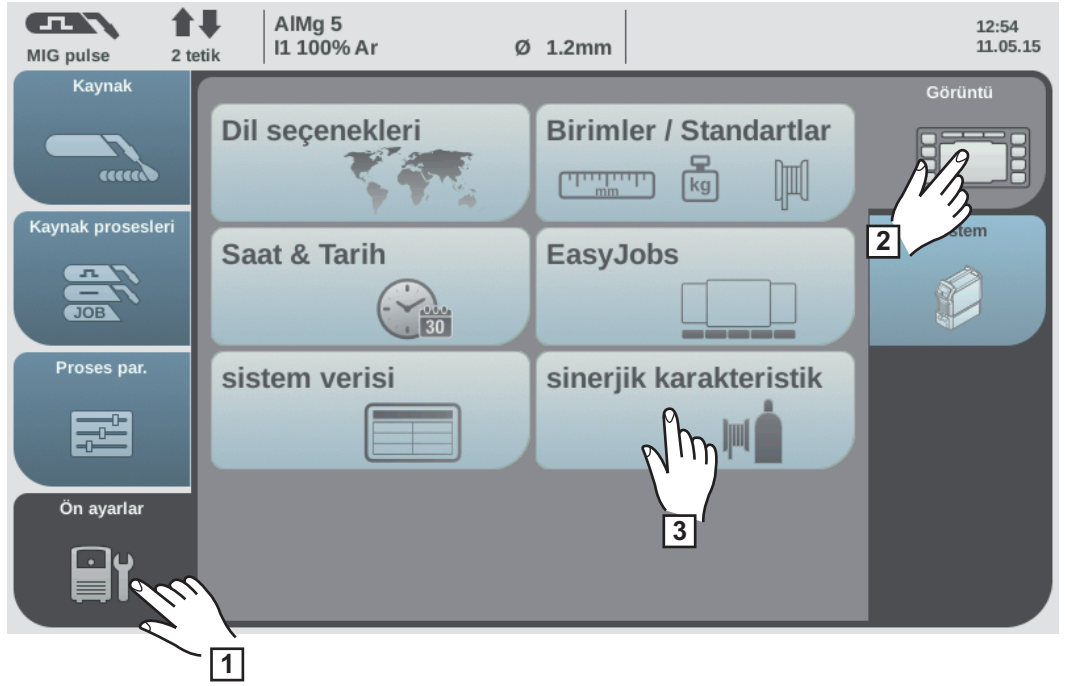 MIG pulse
2 tetik
AlMg 5
I1 100% Ar
Ø 1.2mm
12:54
11.05.15
Kaynak
Kaynak prosesleri
JOB
Proses par.
Ön ayarlar
1
Dil seçenekleri
Birimler / Standartlar
mm
kg
Saat & Tarih
30
EasyJobs
sistem verisi
sinerjik karakteristik
3
Görüntü
2
stem